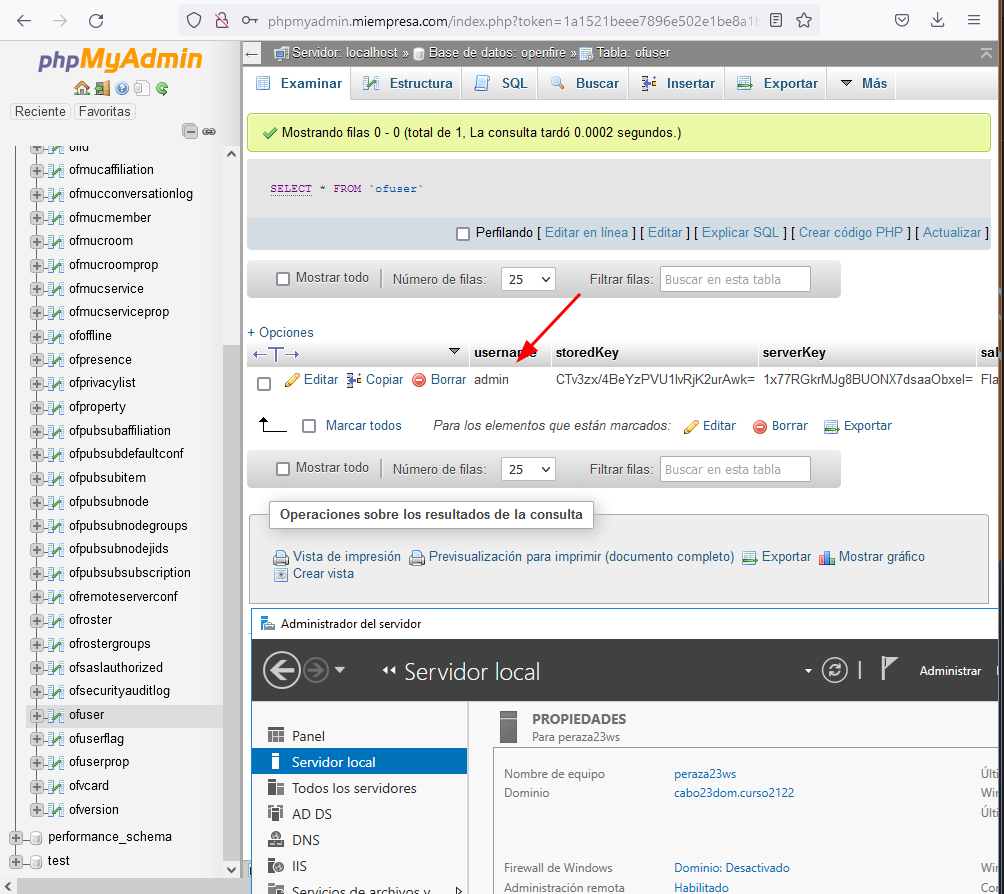 phpmyadmin.miempresa.com/index.php?token=1a1521beee7896e502e1be8a1b
phpMyAdmin
Reciente Favoritas
ofid
ofmucaffiliation
ofmucconversationlog
ofmucmember
ofmucroom
ofmucroomprop
ofmucservice
ofmucserviceprop
ofoffline
ofpresence
ofprivacylist
ofproperty
ofpubsubaffiliation
ofpubsubdefaultconf
ofpubsubitem
ofpubsubnode
ofpubsubnodegroups
ofpubsubnodejids
ofpubsubsubscription
ofremoteserverconf
ofroster
ofrostergroups
ofsaslauthorized
ofsecurityauditlog
ofuser
ofuserflag
ofuserprop
ofvcard
ofversion
performance_schema
test
Servidor: localhost » Base de datos: openfire » Tabla: ofuser
Examinar Estructura SQL Buscar Insertar Exportar Más
Mostrando filas 0 - 0 (total de 1, La consulta tardó 0.0002 segundos.)
SELECT * FROM `ofuser`
Perfilando [ Editar en línea ] [ Editar ] [ Explicar SQL ] [ Crear código PHP ] [ Actualizar ]
Mostrar todo Número de filas: 25 Filtrar filas: Buscar en esta tabla
+ Opciones
←T→ username storedKey serverKey sal
Editar Copiar Borrar admin CTv3zx/4BeYzPVU1lvRjK2urAwk= 1x77RGkrMJg8BUONX7dsaaObxeI= Fla
Marcar todos Para los elementos que están marcados: Editar Borrar Exportar
Mostrar todo Número de filas: 25 Filtrar filas: Buscar en esta tabla
Operaciones sobre los resultados de la consulta
Vista de impresión Previsualización para imprimir (documento completo) Exportar Mostrar gráfico
Crear vista
Administrador del servidor
Servidor local
Administrar
Panel
Servidor local
Todos los servidores
AD DS
DNS
IIS
Servicios de archivos y
PROPIEDADES
Para peraza23ws
Nombre de equipo peraza23ws Últi
Dominio cabo23dom.curso2122 Win
Últi
Firewall de Windows Dominio: Desactivado Win
Administración remota Habilitado Con